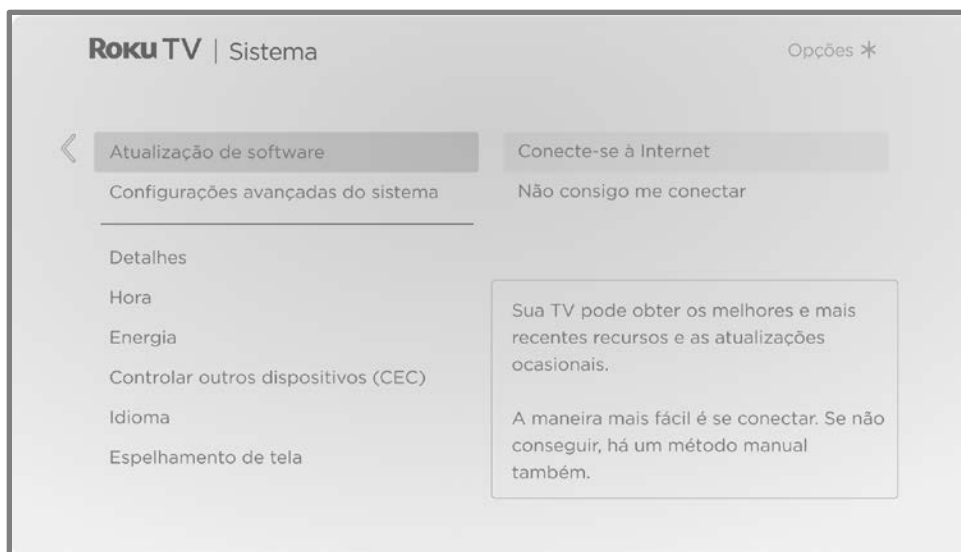 Roku TV | Sistema
Opções *
Atualização de software
Configurações avançadas do sistema
Detalhes
Hora
Energia
Controlar outros dispositivos (CEC)
Idioma
Espelhamento de tela
Conecte-se à Internet
Não consigo me conectar
Sua TV pode obter os melhores e mais
recentes recursos e as atualizações
ocasionais.
A maneira mais fácil é se conectar. Se não
conseguir, há um método manual
também.